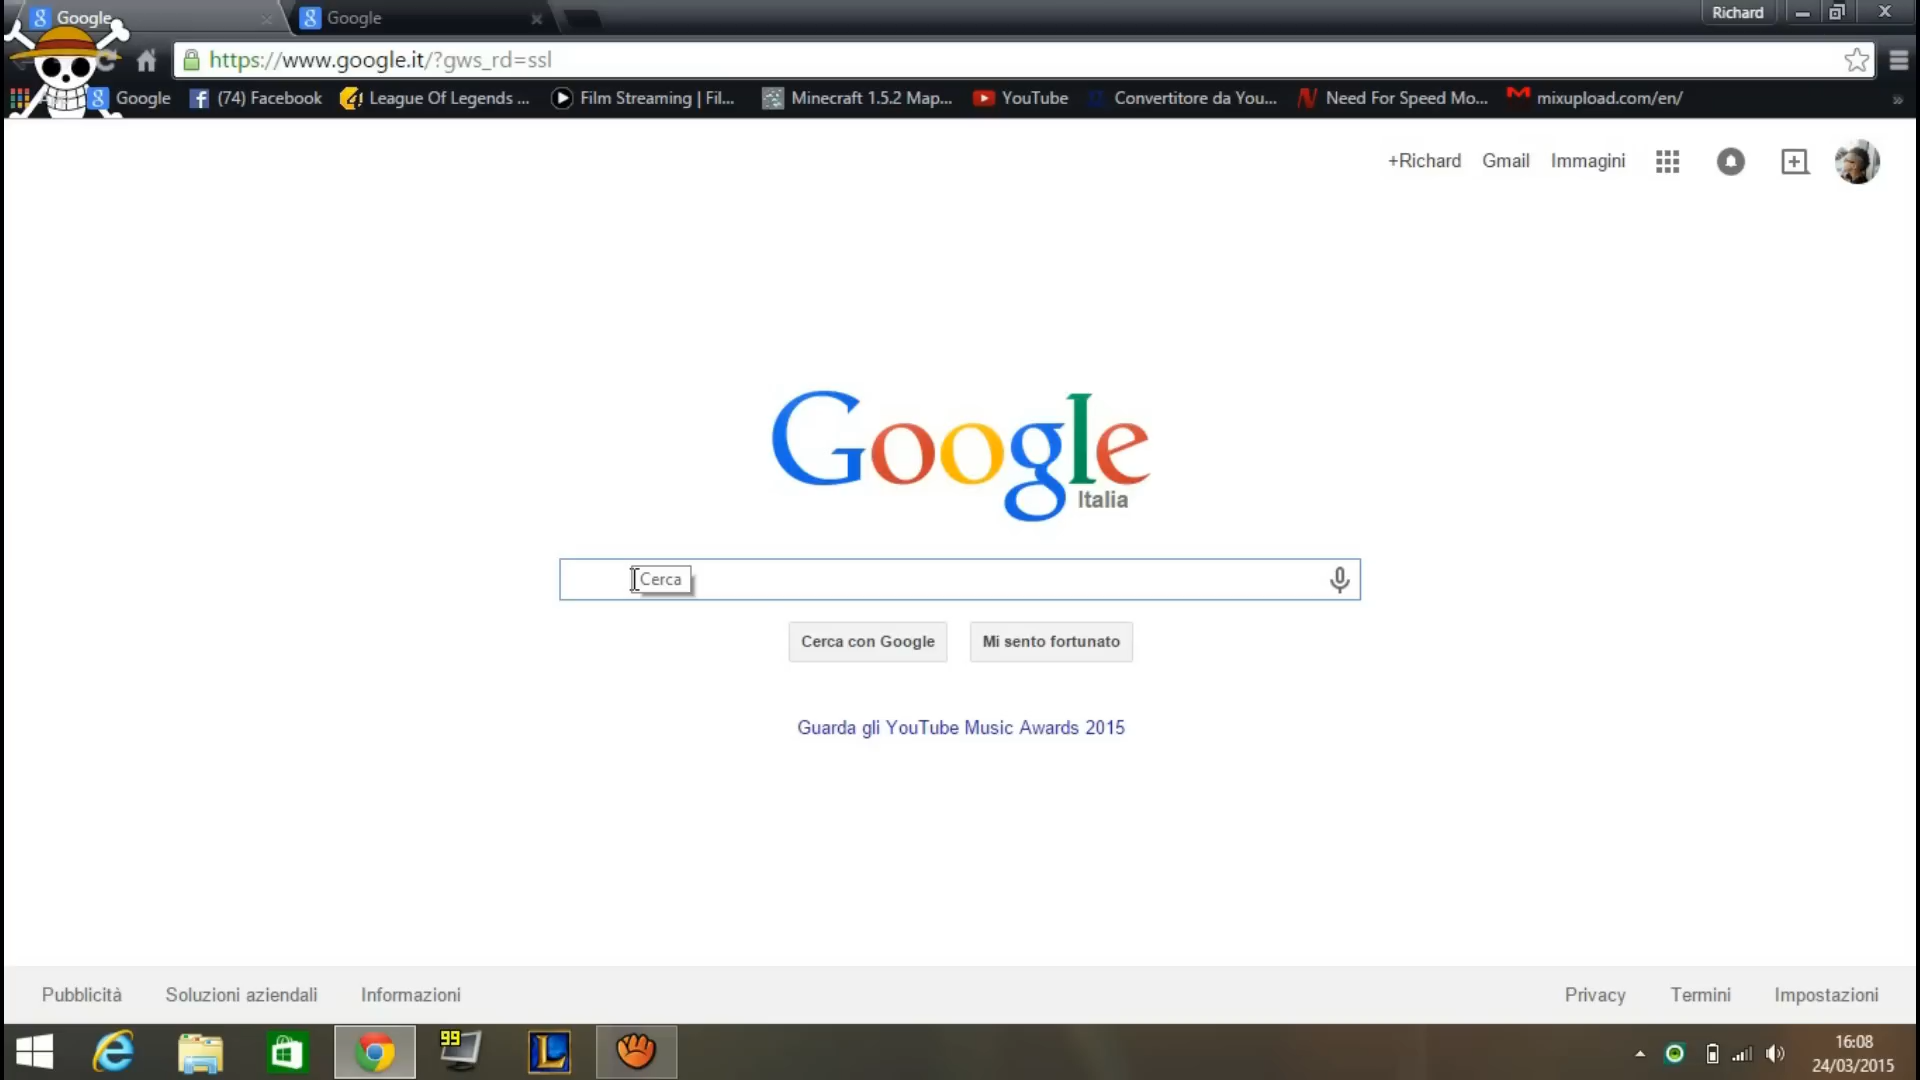 Google
Google
Richard
https://www.google.it/?gws_rd=ssl
Google
(74) Facebook
League Of Legends ...
Film Streaming | Fil...
Minecraft 1.5.2 Map...
YouTube
Convertitore da You...
Need For Speed Mo...
mixupload.com/en/
+Richard
Gmail
Immagini
Google
Italia
Cerca
Cerca con Google
Mi sento fortunato
Guarda gli YouTube Music Awards 2015
Pubblicità
Soluzioni aziendali
Informazioni
Privacy
Termini
Impostazioni
99
L
16:08
24/03/2015